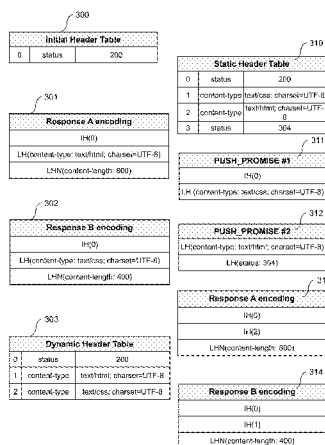 300
Initial Header Table
0 status 200
301
Response A encoding
IH(0)
LH(content-type: text/html; charset=UTF-8)
LHN(content-length: 800)
302
Response B encoding
IH(0)
LH(content-type: text/css; charset=UTF-8)
LHN(content-length: 400)
303
Dynamic Header Table
0 status 200
1 content-type text/html; charset=UTF-8
2 content-type text/css; charset=UTF-8
310
Static Header Table
0 status 200
1 content-type text/css; charset=UTF-8
2 content-type text/html; charset=UTF-
8
3 status 304
311
PUSH_PROMISE #1
IH(0)
LH (content-type: text/css; charset=UTF-8)
312
PUSH_PROMISE #2
LH(content-type: text/html; charset=UTF-8)
LH(status: 304)
31
Response A encoding
IH(0)
IH(2)
LHN(content-length: 800)
314
Response B encoding
IH(0)
IH(1)
LHN(content-length: 400)